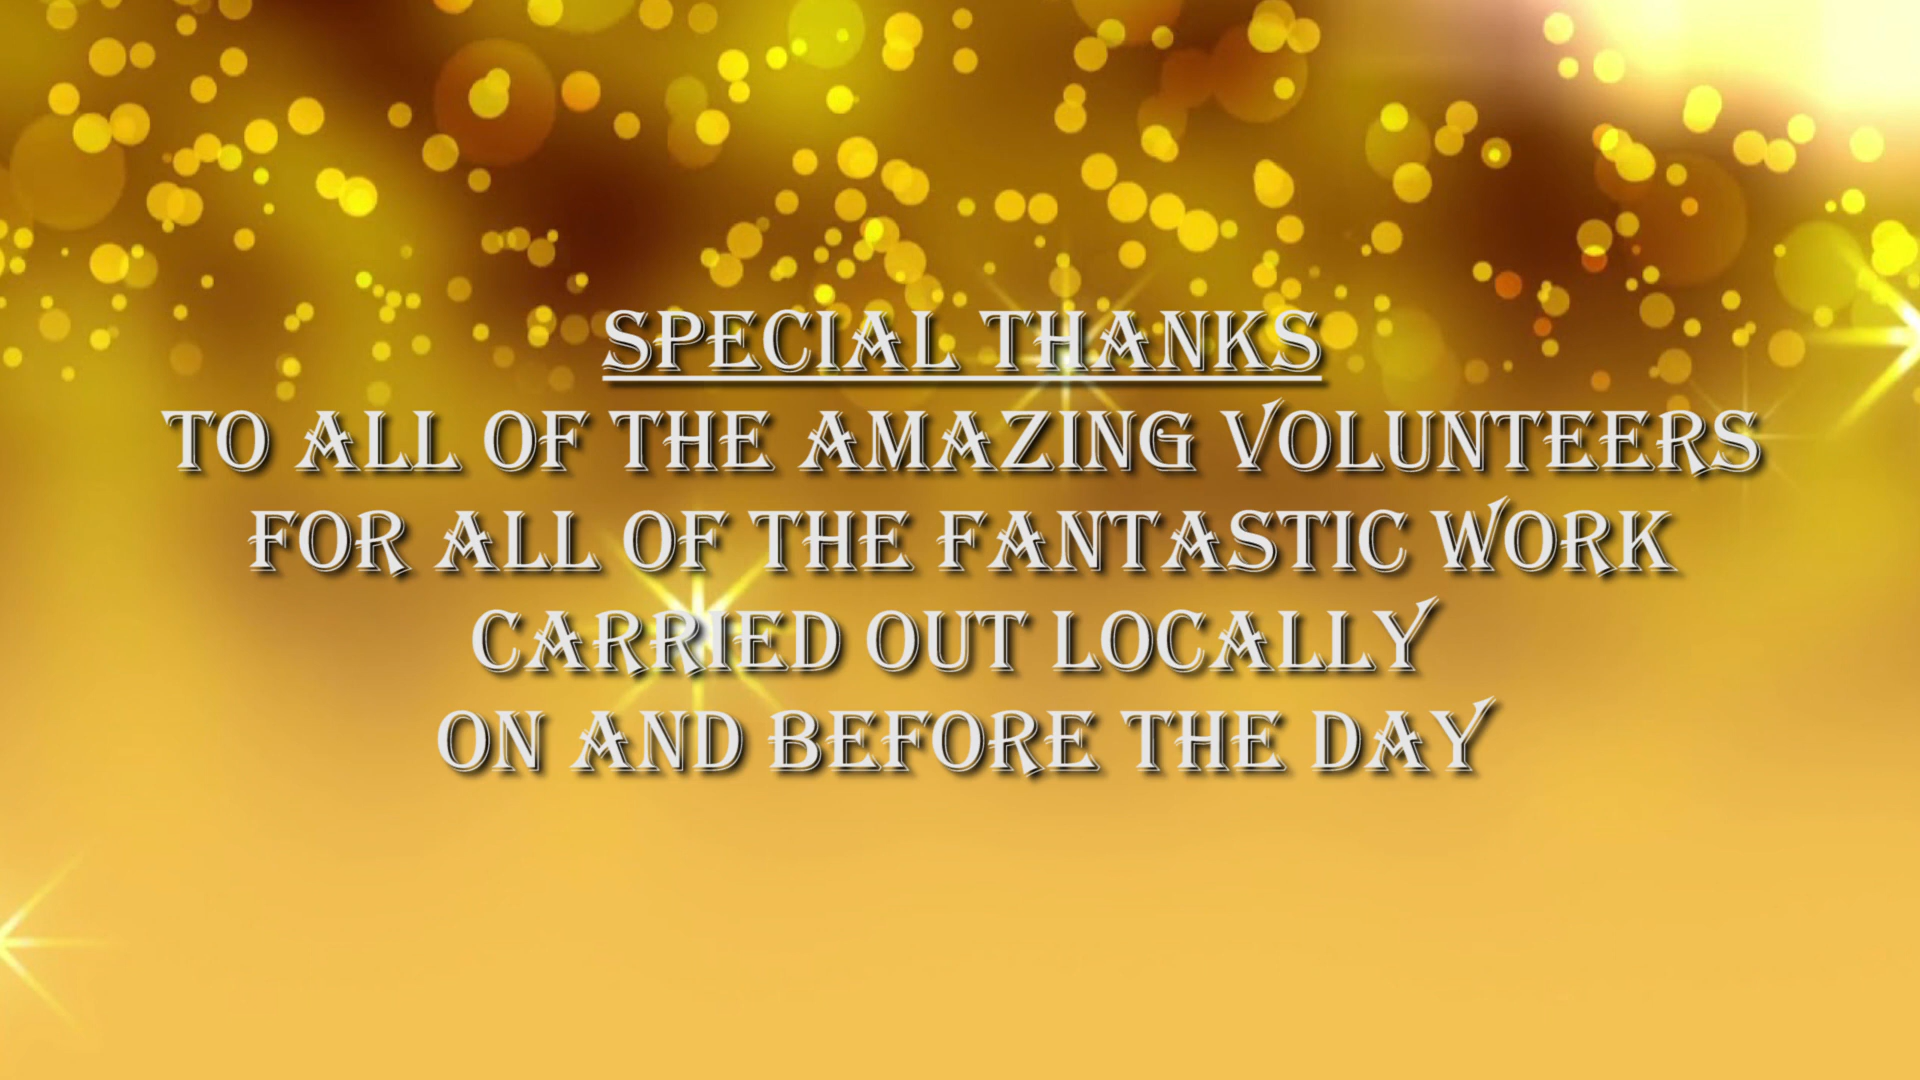 SPECIAL THANKS
TO ALL OF THE AMAZING VOLUNTEERS
FOR ALL OF THE FANTASTIC WORK
CARRIED OUT LOCALLY
ON AND BEFORE THE DAY